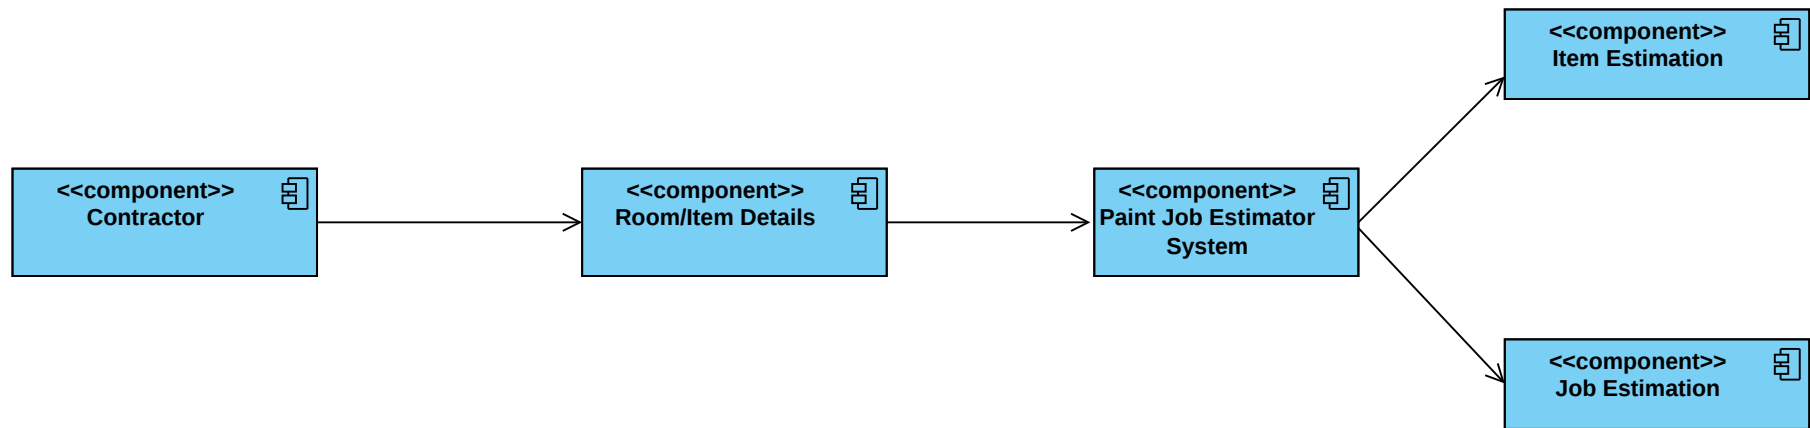 <<component>>
Contractor
<<component>>
Room/Item Details
<<component>>
Paint Job Estimator
System
<<component>>
Item Estimation
<<component>>
Job Estimation